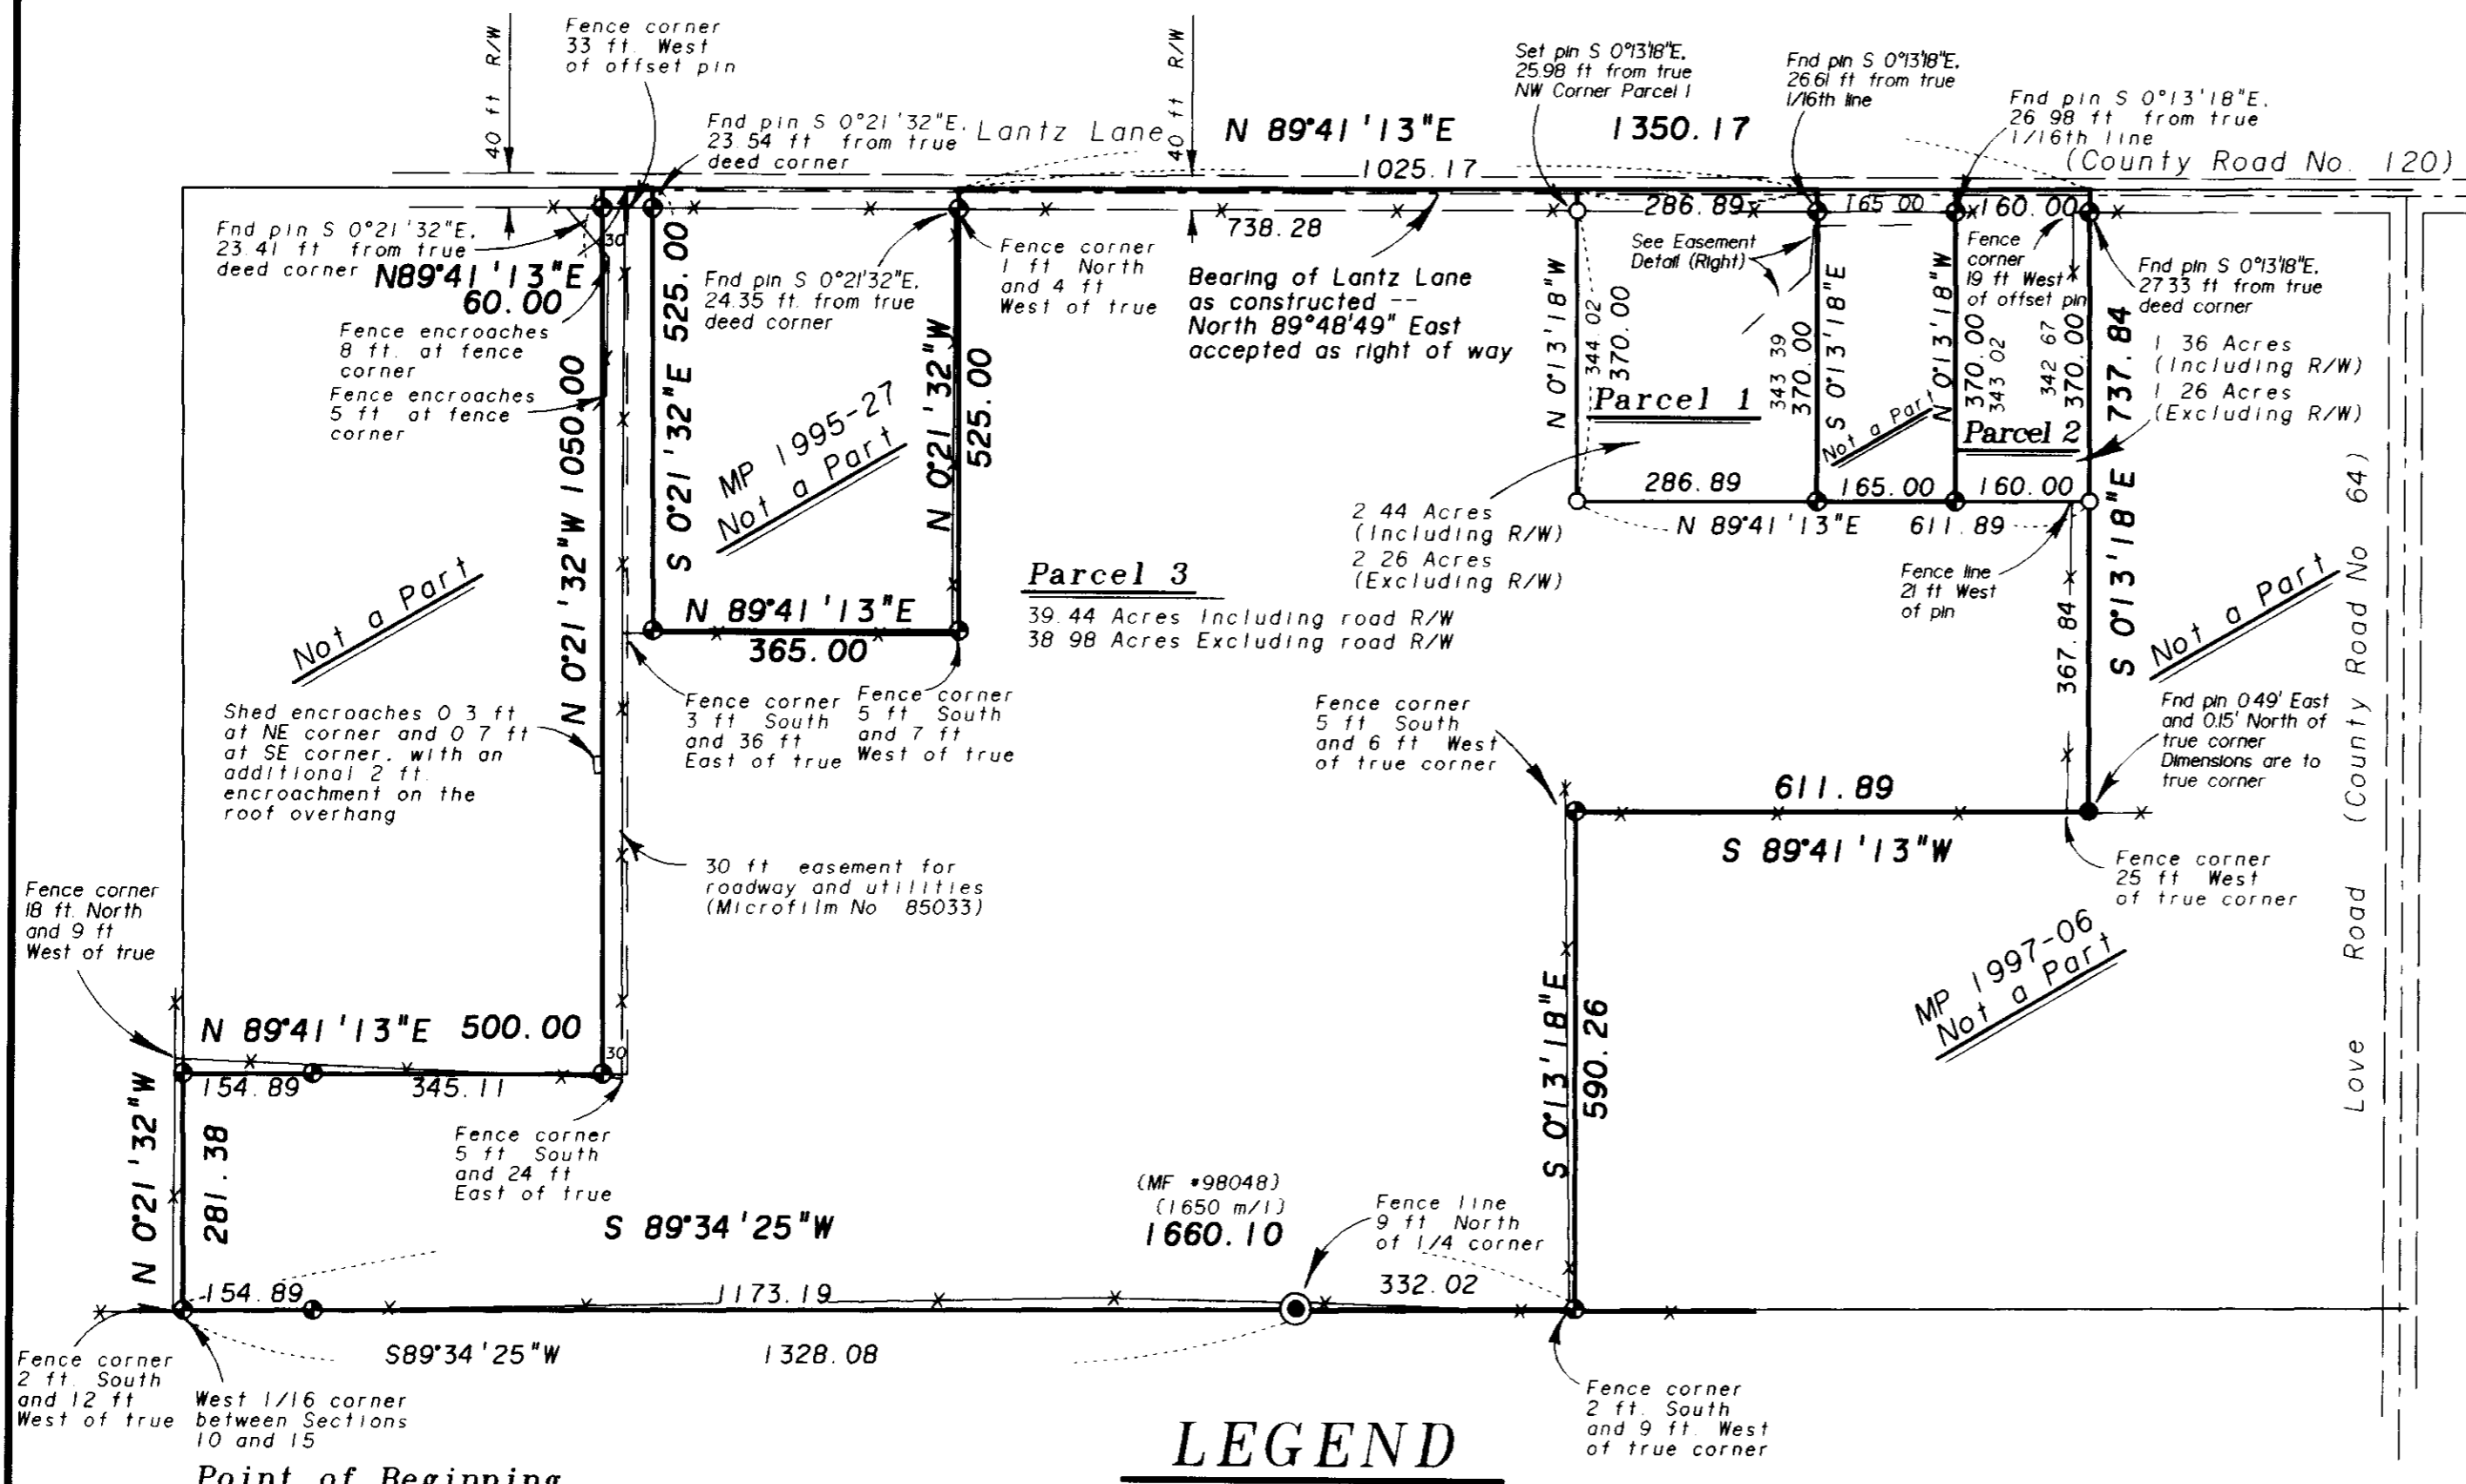 40 ft R/W
Fence corner
33 ft. West
of offset pin
Fnd pin S 0°21'32"E,
23.54 ft from true
deed corner
Lantz Lane
40 ft R/W
N 89°41'13"E
1350.17
1025.17
Set pin S 0°13'18"E,
25.98 ft from true
NW Corner Parcel 1
Fnd pin S 0°13'18"E,
26.61 ft from true
1/16th line
Fnd pin S 0°13'18"E,
26 98 ft from true
1/16th line
(County Road No. 120)
Fnd pin S 0°21'32"E,
23.41 ft from true
deed corner
N89°41'13"E
60.00
30
Fence encroaches
8 ft. at fence
corner
Fence encroaches
5 ft at fence
corner
N 0°21'32"W 1050.00
S 0°21'32"E 525.00
Fnd pin S 0°21'32"E,
24.35 ft. from true
deed corner
MP 1995-27
Not a Part
N 0°21'32"W
525.00
Fence corner
1 ft North
and 4 ft
West of true
738.28
Bearing of Lantz Lane
as constructed --
North 89°48'49" East
accepted as right of way
286.89
165 00
160.00
See Easement
Detail (Right)
N 0°13'18"W
344.02
370.00
Parcel 1
343 39
370.00
S 0°13'18"E
Not a Part
N 0°13'18"W
370.00
343 02
Fence
corner
19 ft West
of offset pin
342 67
370.00
Parcel 2
737.84
S 0°13'18"E
Fnd pin S 0°13'18"E,
27.33 ft from true
deed corner
1 36 Acres
(Including R/W)
1 26 Acres
(Excluding R/W)
286.89
165.00
160.00
N 89°41'13"E
611.89
2 44 Acres
(Including R/W)
2 26 Acres
(Excluding R/W)
Not a Part
N 89°41'13"E
365.00
Parcel 3
39.44 Acres Including road R/W
38 98 Acres Excluding road R/W
Fence line
21 ft West
of pin
367.84
Not a Part
Love Road (County Road No 64)
Shed encroaches 0 3 ft
at NE corner and 0 7 ft
at SE corner, with an
additional 2 ft.
encroachment on the
roof overhang
Fence corner
3 ft South
and 36 ft
East of true
Fence corner
5 ft South
and 7 ft
West of true
Fence corner
5 ft South
and 6 ft West
of true corner
Fnd pin 0.49' East
and 0.15' North of
true corner
Dimensions are to
true corner
611.89
S 89°41'13"W
30 ft easement for
roadway and utilities
(Microfilm No 85033)
Fence corner
25 ft West
of true corner
Fence corner
18 ft. North
and 9 ft
West of true
MP 1997-06
Not a Part
S 0°13'18"E
590.26
N 89°41'13"E 500.00
30
154.89
345.11
N 0°21'32"W
281.38
Fence corner
5 ft South
and 24 ft
East of true
S 89°34'25"W
(MF #98048)
(1650 m/l)
1660.10
Fence line
9 ft North
of 1/4 corner
154.89
1173.19
332.02
S89°34'25"W
1328.08
Fence corner
2 ft. South
and 12 ft
West of true
West 1/16 corner
between Sections
10 and 15
Point of Beginning
Fence corner
2 ft. South
and 9 ft. West
of true corner
LEGEND